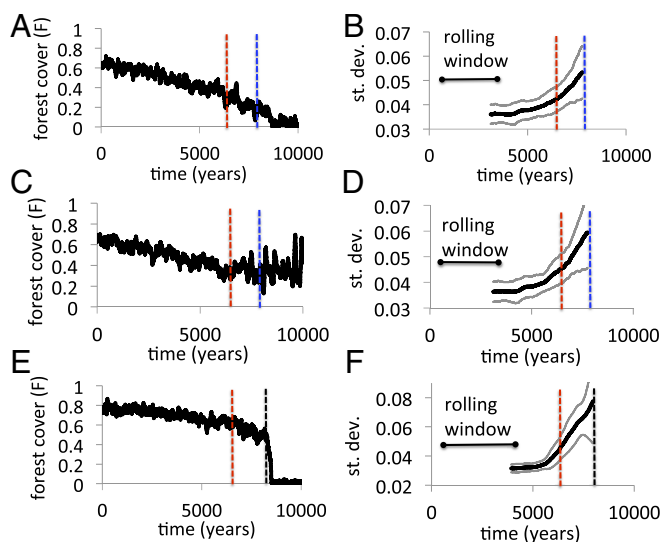 A
forest cover (F)
1
0.8
0.6
0.4
0.2
0
0 5000 10000
time (years)
B
st. dev.
0.07
0.06
0.05
0.04
0.03
rolling
window
0 5000 10000
time (years)
C
forest cover (F)
1
0.8
0.6
0.4
0.2
0
0 5000 10000
time (years)
D
st. dev.
0.07
0.06
0.05
0.04
0.03
rolling
window
0 5000 10000
time (years)
E
forest cover (F)
1
0.8
0.6
0.4
0.2
0
0 5000 10000
time (years)
F
st. dev.
0.08
0.06
0.04
0.02
rolling
window
0 5000 10000
time (years)